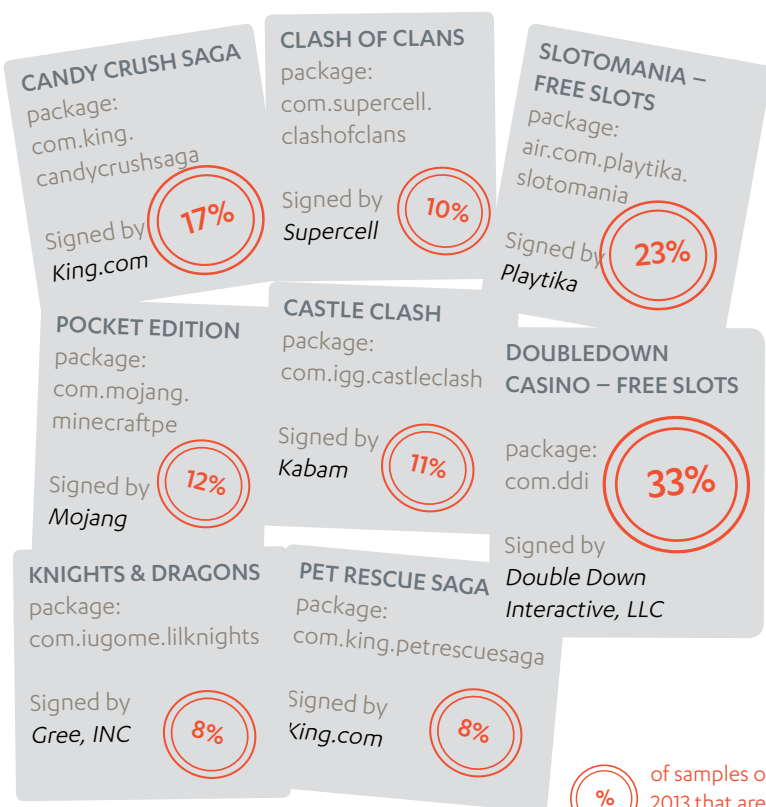 CANDY CRUSH SAGA
package:
com.king.
candycrushsaga
Signed by
King.com
17%
CLASH OF CLANS
package:
com.supercell.
clashofclans
Signed by
Supercell
10%
SLOTOMANIA –
FREE SLOTS
package:
air.com.playtika.
slotomania
Signed by
Playtika
23%
POCKET EDITION
package:
com.mojang.
minecraftpe
Signed by
Mojang
12%
CASTLE CLASH
package:
com.igg.castleclash
Signed by
Kabam
11%
DOUBLEDOWN
CASINO – FREE SLOTS
package:
com.ddi
Signed by
Double Down
Interactive, LLC
33%
KNIGHTS & DRAGONS
package:
com.iugome.lilknights
Signed by
Gree, INC
8%
PET RESCUE SAGA
package:
com.king.petrescuesaga
Signed by
King.com
8%
%
of samples o
2013 that are